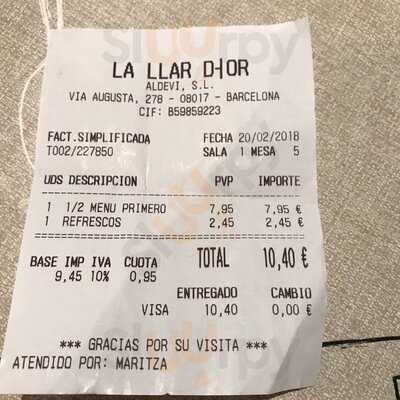 LA LLAR D'OR
ALDEVI, S.L.
VIA AUGUSTA, 278 - 08017 - BARCELONA
CIF: B59859223
FACT.SIMPLIFICADA FECHA 20/02/2018
T002/227850 SALA 1 MESA 5
UDS DESCRIPCION PVP IMPORTE
1 1/2 MENU PRIMERO 7,95 7,95 €
1 REFRESCOS 2,45 2,45 €
BASE IMP IVA CUOTA TOTAL 10,40 €
9,45 10% 0,95
ENTREGADO CAMBIO
VISA 10,40 0,00 €
*** GRACIAS POR SU VISITA ***
ATENDIDO POR: MARITZA